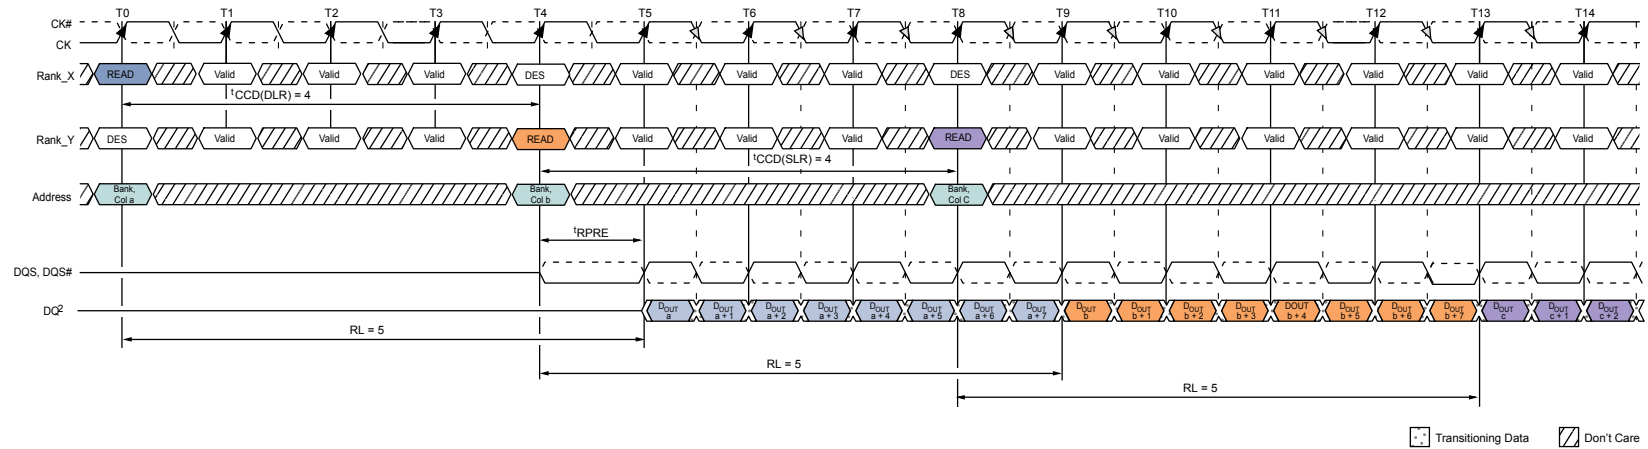 T0 T1 T2 T3 T4 T5 T6 T7 T8 T9 T10 T11 T12 T13 T14
CK#
CK
Rank_X READ Valid Valid Valid DES Valid Valid Valid DES Valid Valid Valid Valid Valid Valid
tCCD(DLR) = 4
Rank_Y DES Valid Valid Valid READ Valid Valid Valid READ Valid Valid Valid Valid Valid Valid
tCCD(SLR) = 4
Address Bank, Bank, Bank,
Col a Col b Col C
tRPRE
DQS, DQS#
DQ2 DOUT DOUT DOUT DOUT DOUT DOUT DOUT DOUT DOUT DOUT DOUT DOUT DOUT DOUT DOUT DOUT DOUT DOUT DOUT
a a + 1 a + 2 a + 3 a + 4 a + 5 a + 6 a + 7 b b + 1 b + 2 b + 3 b + 4 b + 5 b + 6 b + 7 c c + 1 c + 2
RL = 5
RL = 5
RL = 5
Transitioning Data Don't Care